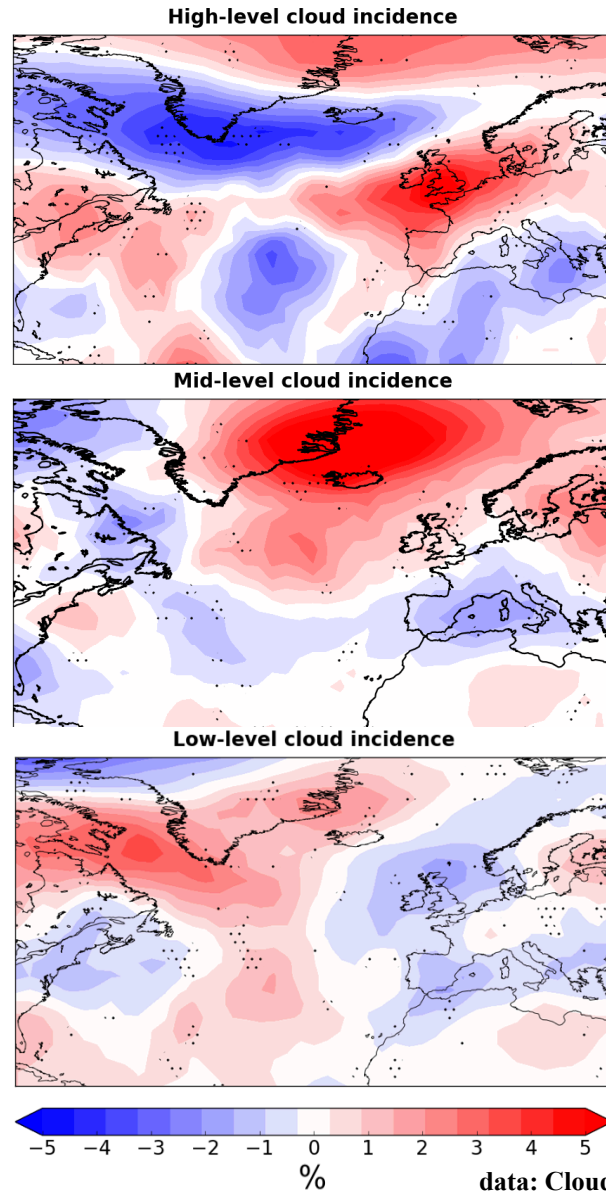 High-level cloud incidence
Mid-level cloud incidence
Low-level cloud incidence
−5 −4 −3 −2 −1 0 1 2 3 4 5
% data: Cloud